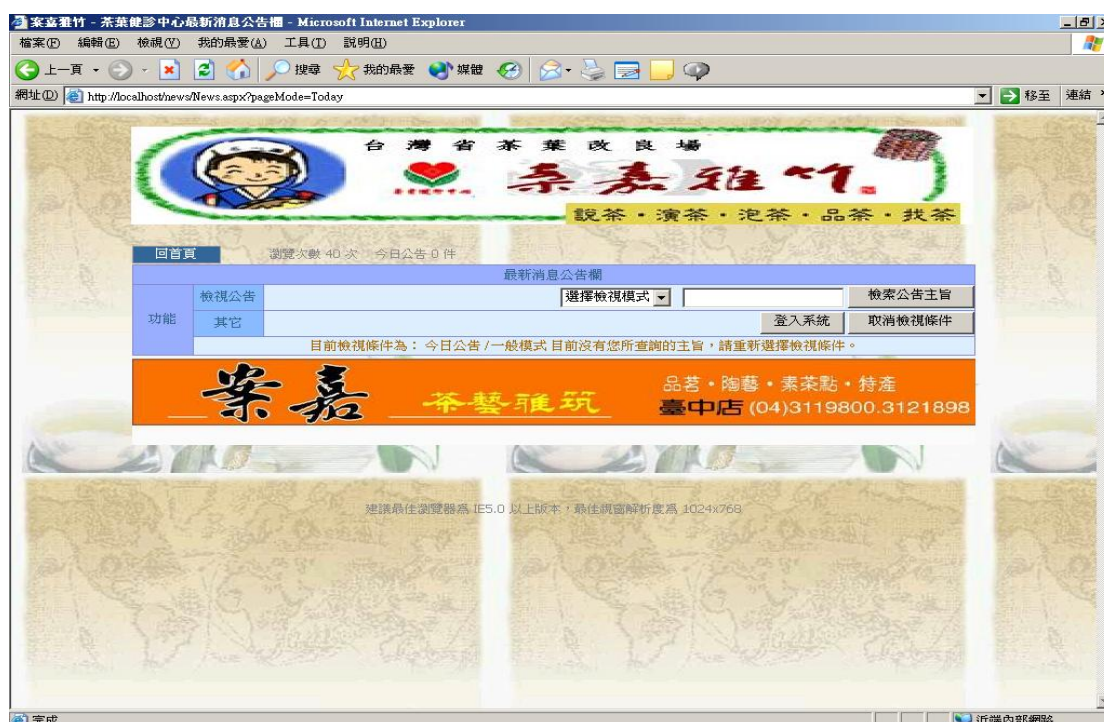 案嘉雅竹 - 茶葉健診中心最新消息公告欄 - Microsoft Internet Explorer
檔案(F) 編輯(E) 檢視(V) 我的最愛(A) 工具(T) 說明(H)
上一頁 搜尋 我的最愛 媒體
網址(D) http://localhost/news/News.aspx?pageMode=Today 移至 連結
台灣省茶葉改良場
案嘉雅竹
說茶・演茶・泡茶・品茶・找茶
回首頁 瀏覽次數 40 次 今日公告 0 件
最新消息公告欄
功能
檢視公告 選擇檢視模式 檢索公告主旨
其它 登入系統 取消檢視條件
目前檢視條件為： 今日公告 /一般模式 目前沒有您所查詢的主旨，請重新選擇檢視條件。
案嘉 茶藝雅筑
品茗・陶藝・素茶點・特產
臺中店 (04)3119800.3121898
建議最佳瀏覽器為 IE5.0 以上版本，最佳視窗解析度為 1024x768
完成 近端內部網路